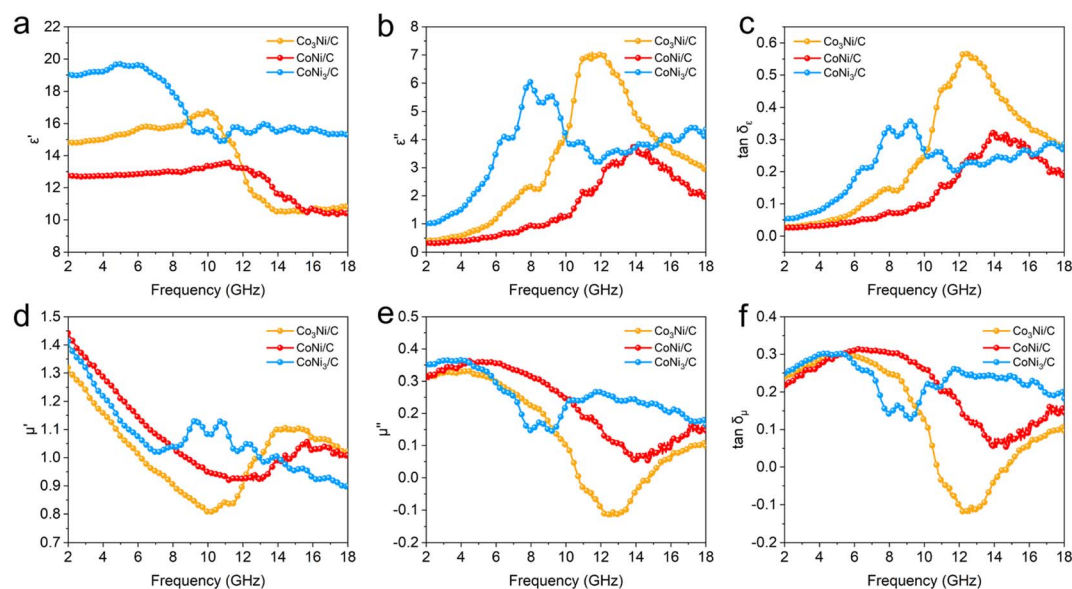 a
22
20
18
16
14
12
10
8
ε'
Co₃Ni/C
CoNi/C
CoNi₃/C
2 4 6 8 10 12 14 16 18
Frequency (GHz)
b
8
7
6
5
4
3
2
1
0
ε"
Co₃Ni/C
CoNi/C
CoNi₃/C
2 4 6 8 10 12 14 16 18
Frequency (GHz)
c
0.6
0.5
0.4
0.3
0.2
0.1
0.0
tan δε
Co₃Ni/C
CoNi/C
CoNi₃/C
2 4 6 8 10 12 14 16 18
Frequency (GHz)
d
1.5
1.4
1.3
1.2
1.1
1.0
0.9
0.8
0.7
μ'
Co₃Ni/C
CoNi/C
CoNi₃/C
2 4 6 8 10 12 14 16 18
Frequency (GHz)
e
0.5
0.4
0.3
0.2
0.1
0.0
-0.1
-0.2
μ"
Co₃Ni/C
CoNi/C
CoNi₃/C
2 4 6 8 10 12 14 16 18
Frequency (GHz)
f
0.4
0.3
0.2
0.1
0.0
-0.1
-0.2
tan δμ
Co₃Ni/C
CoNi/C
CoNi₃/C
2 4 6 8 10 12 14 16 18
Frequency (GHz)